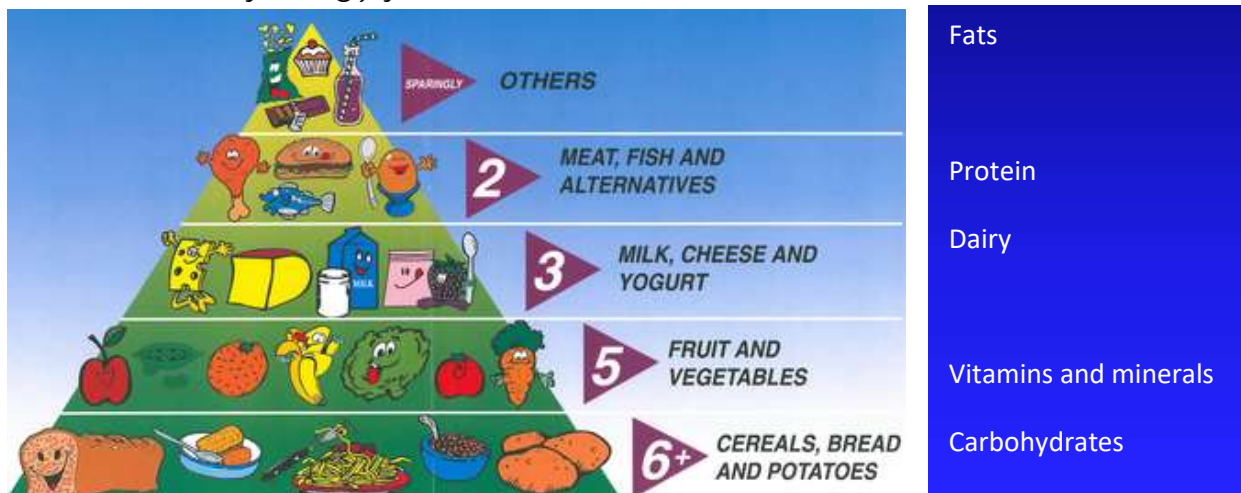 SPARINGLY
OTHERS
2
MEAT, FISH AND
ALTERNATIVES
3
MILK, CHEESE AND
YOGURT
MILK
5
FRUIT AND
VEGETABLES
6+
CEREALS, BREAD
AND POTATOES
Fats
Protein
Dairy
Vitamins and minerals
Carbohydrates